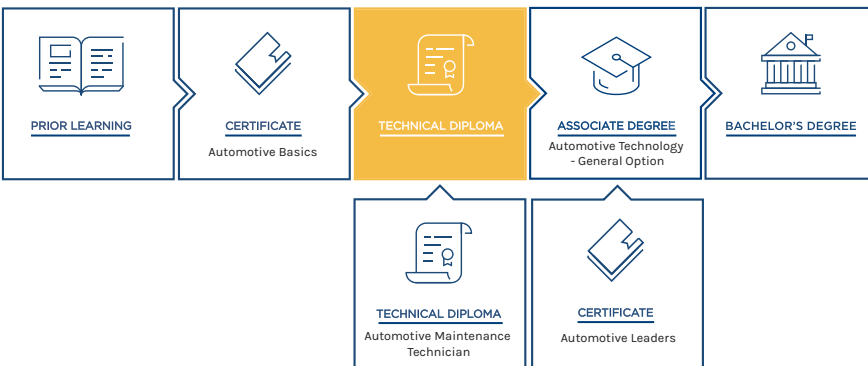 PRIOR LEARNING
CERTIFICATE
Automotive Basics
TECHNICAL DIPLOMA
ASSOCIATE DEGREE
Automotive Technology
- General Option
BACHELOR'S DEGREE
TECHNICAL DIPLOMA
Automotive Maintenance
Technician
CERTIFICATE
Automotive Leaders